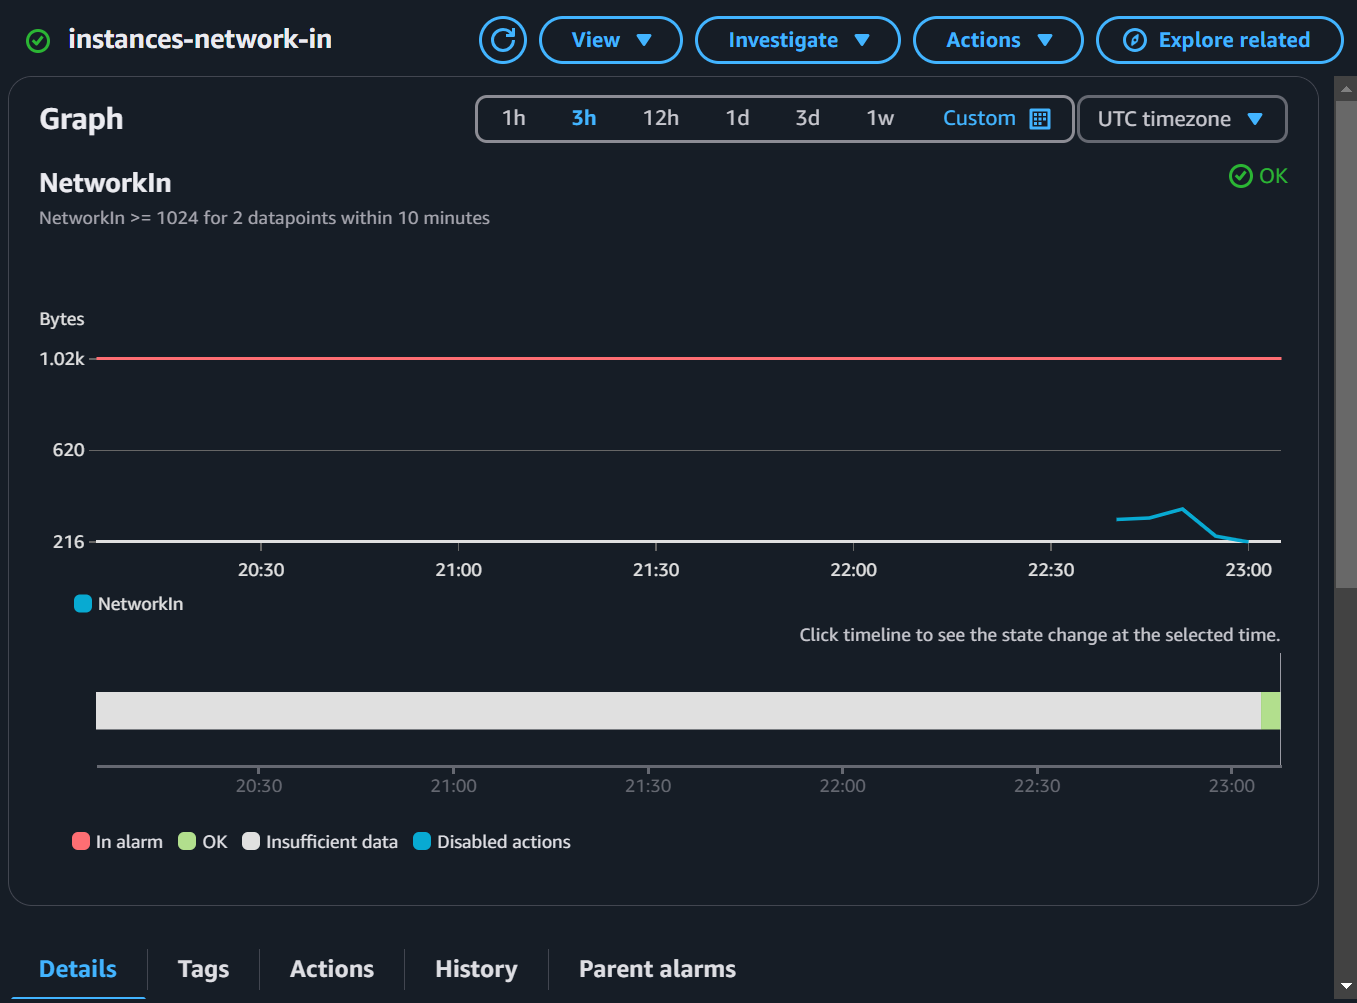 instances-network-in
View
Investigate
Actions
Explore related
Graph
1h 3h 12h 1d 3d 1w Custom
UTC timezone
NetworkIn
OK
NetworkIn >= 1024 for 2 datapoints within 10 minutes
Bytes
1.02k
620
216
20:30 21:00 21:30 22:00 22:30 23:00
NetworkIn
Click timeline to see the state change at the selected time.
20:30 21:00 21:30 22:00 22:30 23:00
In alarm OK Insufficient data Disabled actions
Details Tags Actions History Parent alarms